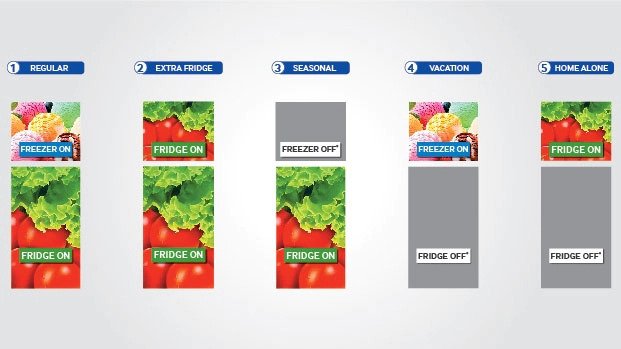 1 REGULAR
2 EXTRA FRIDGE
3 SEASONAL
4 VACATION
5 HOME ALONE
FREEZER ON
FRIDGE ON
FREEZER OFF*
FREEZER ON
FRIDGE ON
FRIDGE ON
FRIDGE ON
FRIDGE ON
FRIDGE OFF*
FRIDGE OFF*